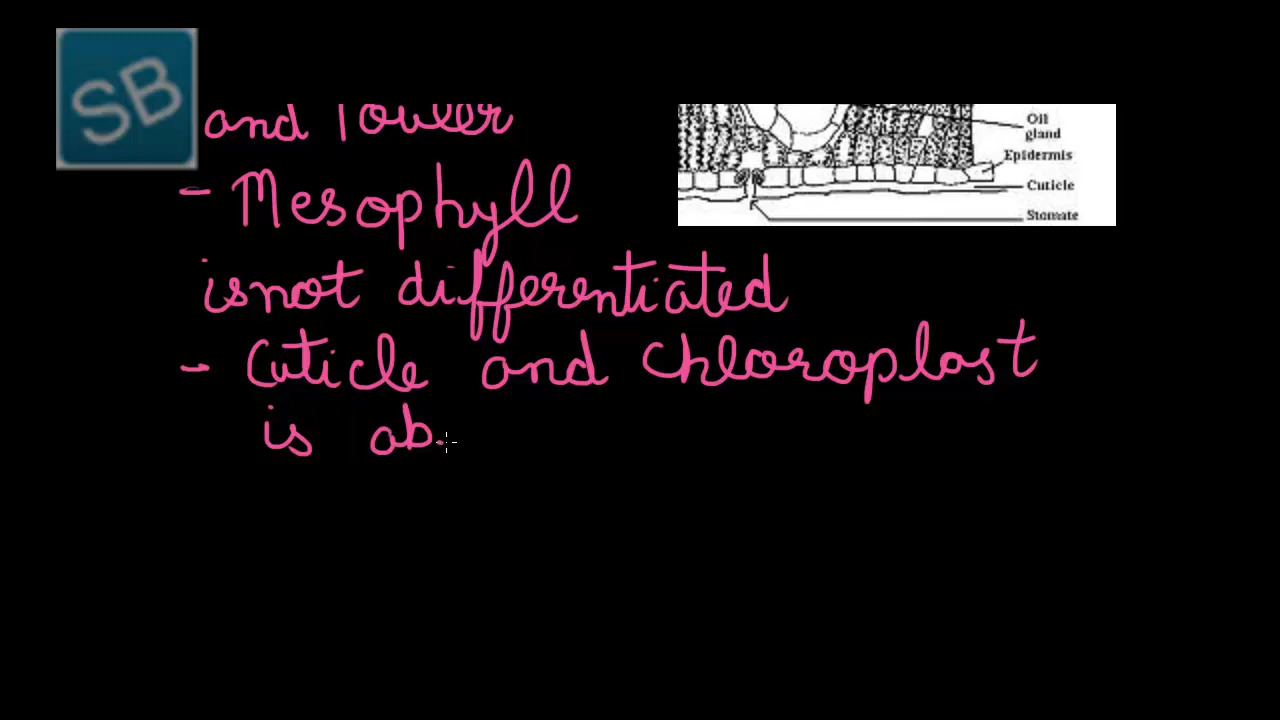 SB
and lower
- Mesophyll
is not differentiated
- Cuticle and chloroplast
is ab
Oil
gland
Epidermis
Cuticle
Stomate